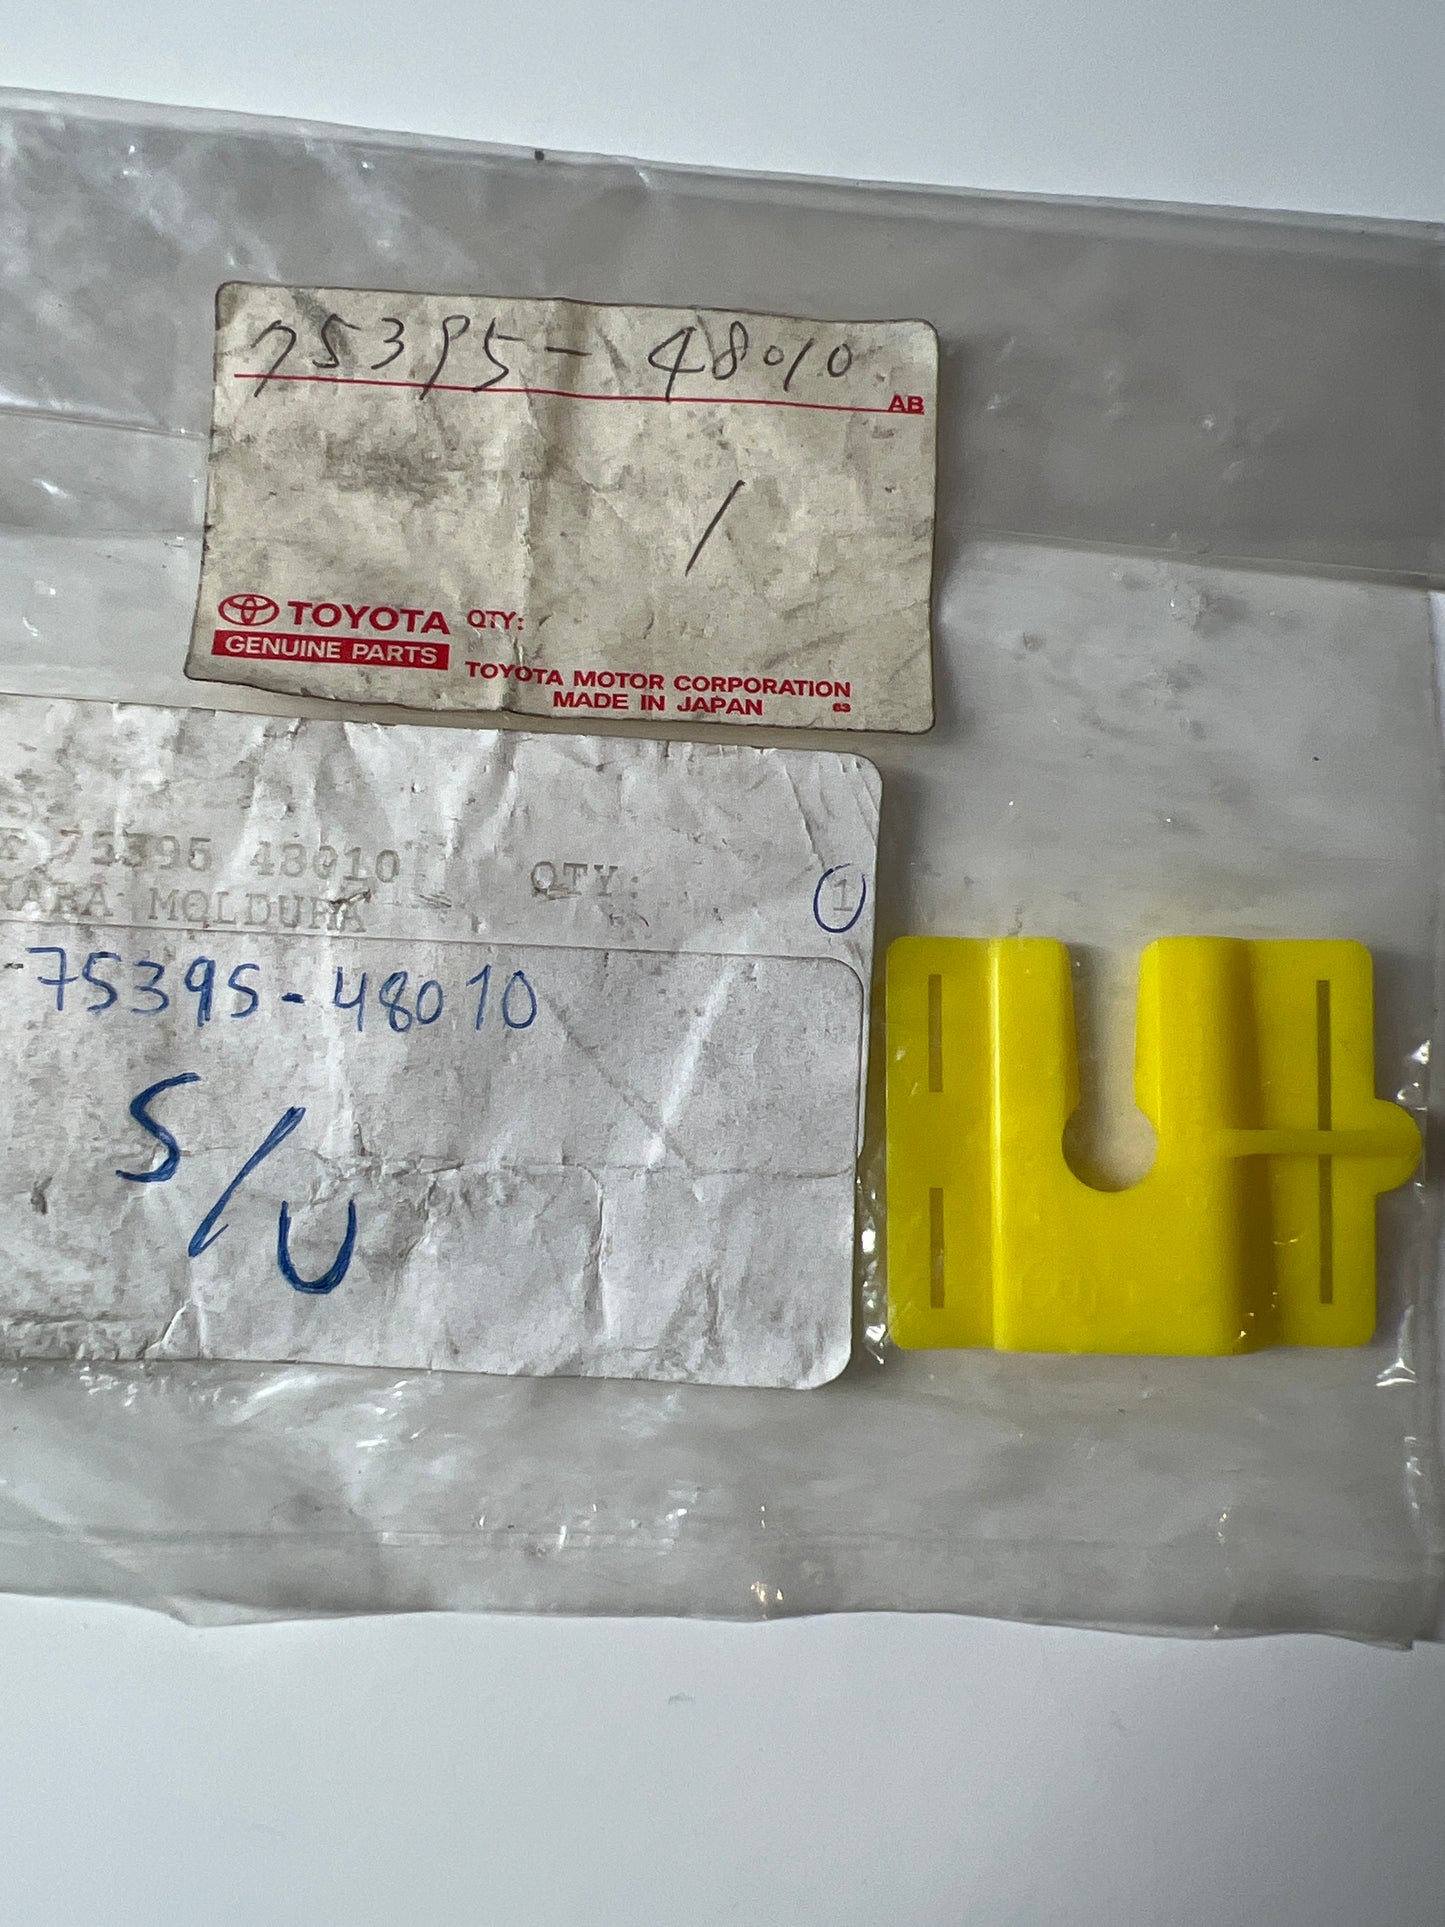 75395-48010
AB
1
TOYOTA QTY:
GENUINE PARTS
TOYOTA MOTOR CORPORATION
MADE IN JAPAN 63
75395 48010 QTY: 1
MOLDURA
-75395-48010
S/U